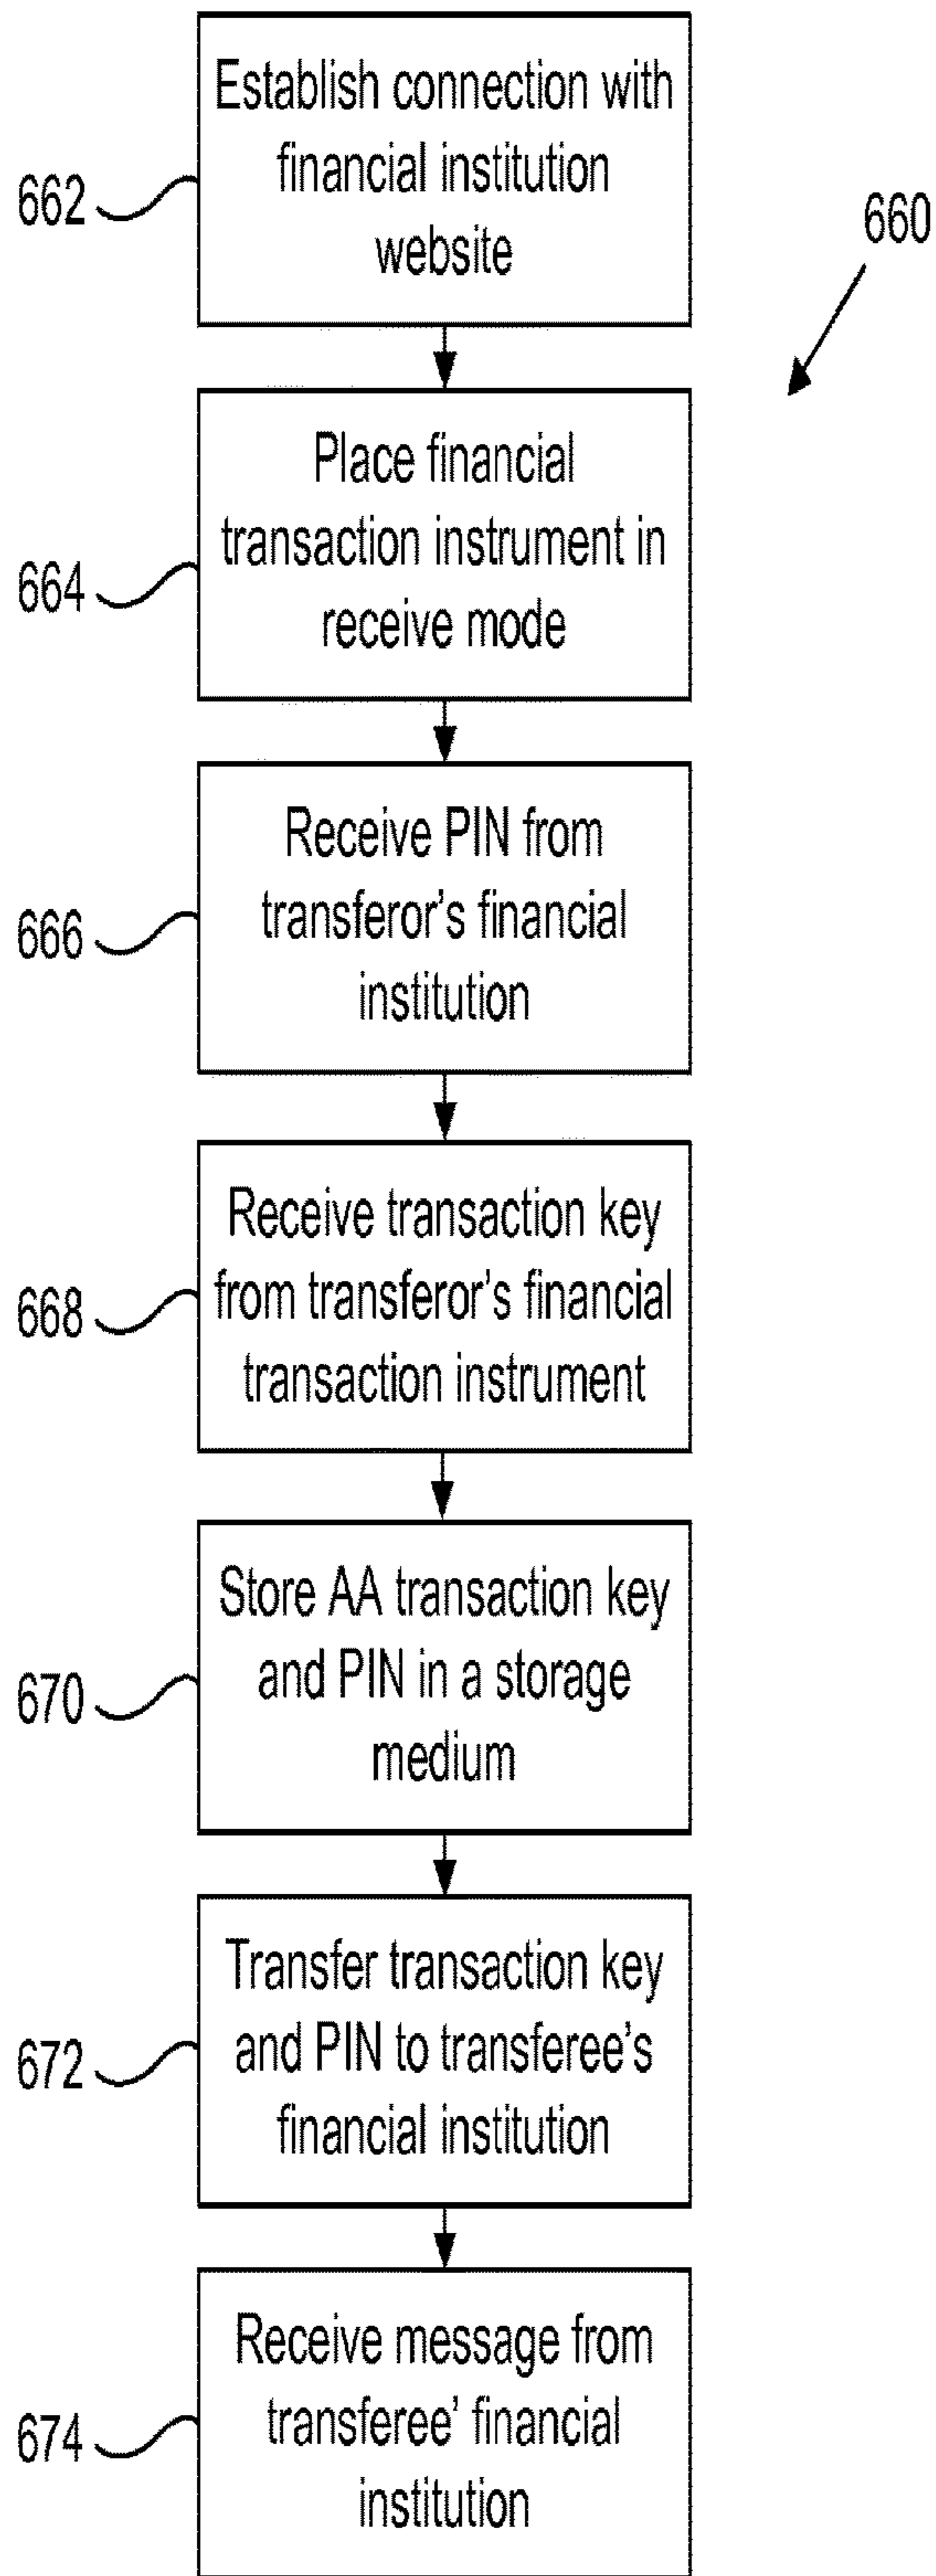 Establish connection with
financial institution
website
662
660
Place financial
transaction instrument in
receive mode
664
Receive PIN from
transferor's financial
institution
666
Receive transaction key
from transferor's financial
transaction instrument
668
Store AA transaction key
and PIN in a storage
medium
670
Transfer transaction key
and PIN to transferee's
financial institution
672
Receive message from
transferee' financial
institution
674